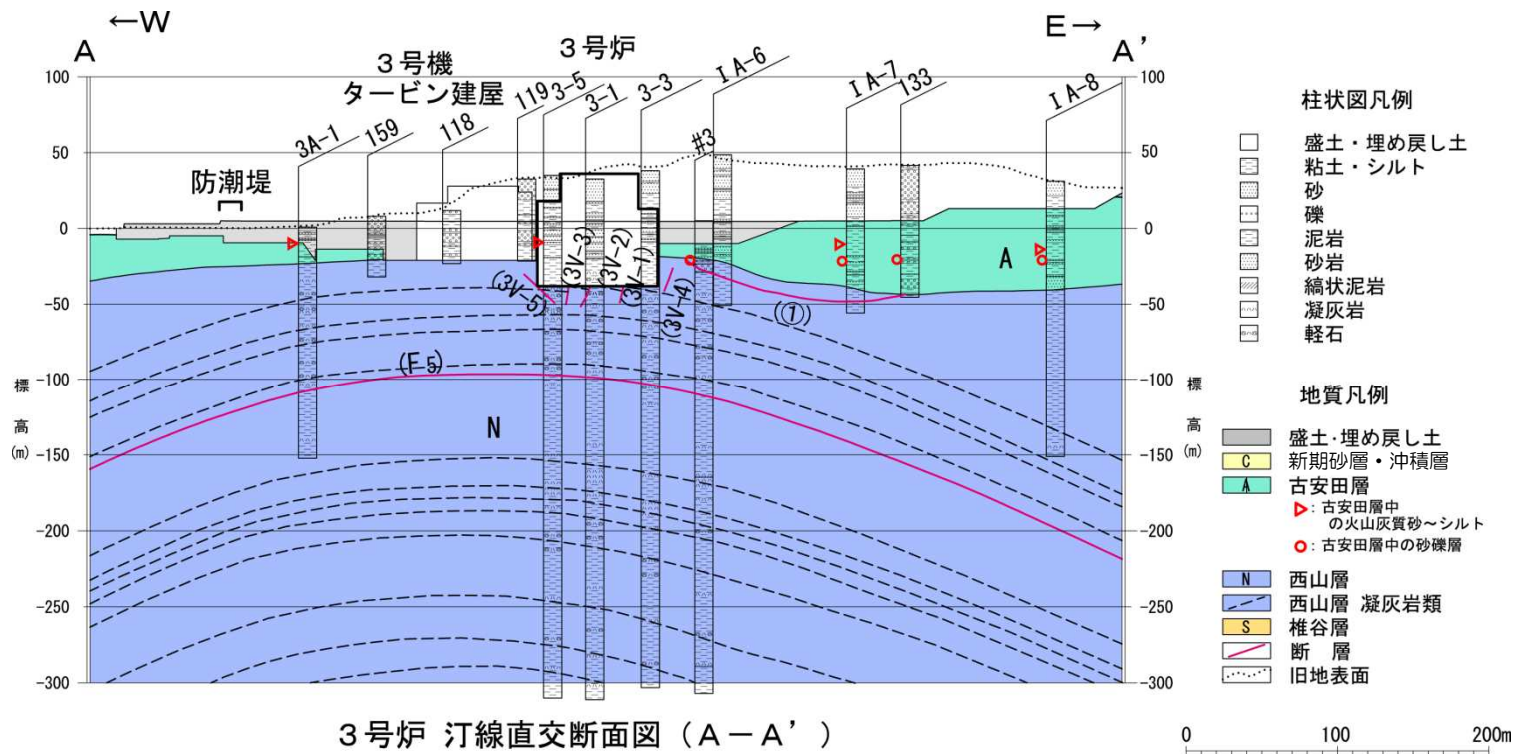 ←W
E→
A
A’
3号機
タービン建屋
3号炉
3A-1
159
118
119
3-5
3-1
3-3
#3
ⅠA-6
ⅠA-7
133
ⅠA-8
防潮堤
100
50
0
-50
-100
-150
-200
-250
-300
標
高
(m)
100
50
0
-50
-100
-150
-200
-250
-300
標
高
(m)
(3V-5)
(3V-3)
(3V-2)
(3V-1)
(3V-4)
(①)
(F5)
A
N
柱状図凡例
盛土・埋め戻し土
粘土・シルト
砂
礫
泥岩
砂岩
縞状泥岩
凝灰岩
軽石
地質凡例
盛土・埋め戻し土
C 新期砂層・沖積層
A 古安田層
: 古安田層中
の火山灰質砂~シルト
: 古安田層中の砂礫層
N 西山層
西山層 凝灰岩類
S 椎谷層
断 層
旧地表面
3号炉 汀線直交断面図(A-A’)
0 100 200m